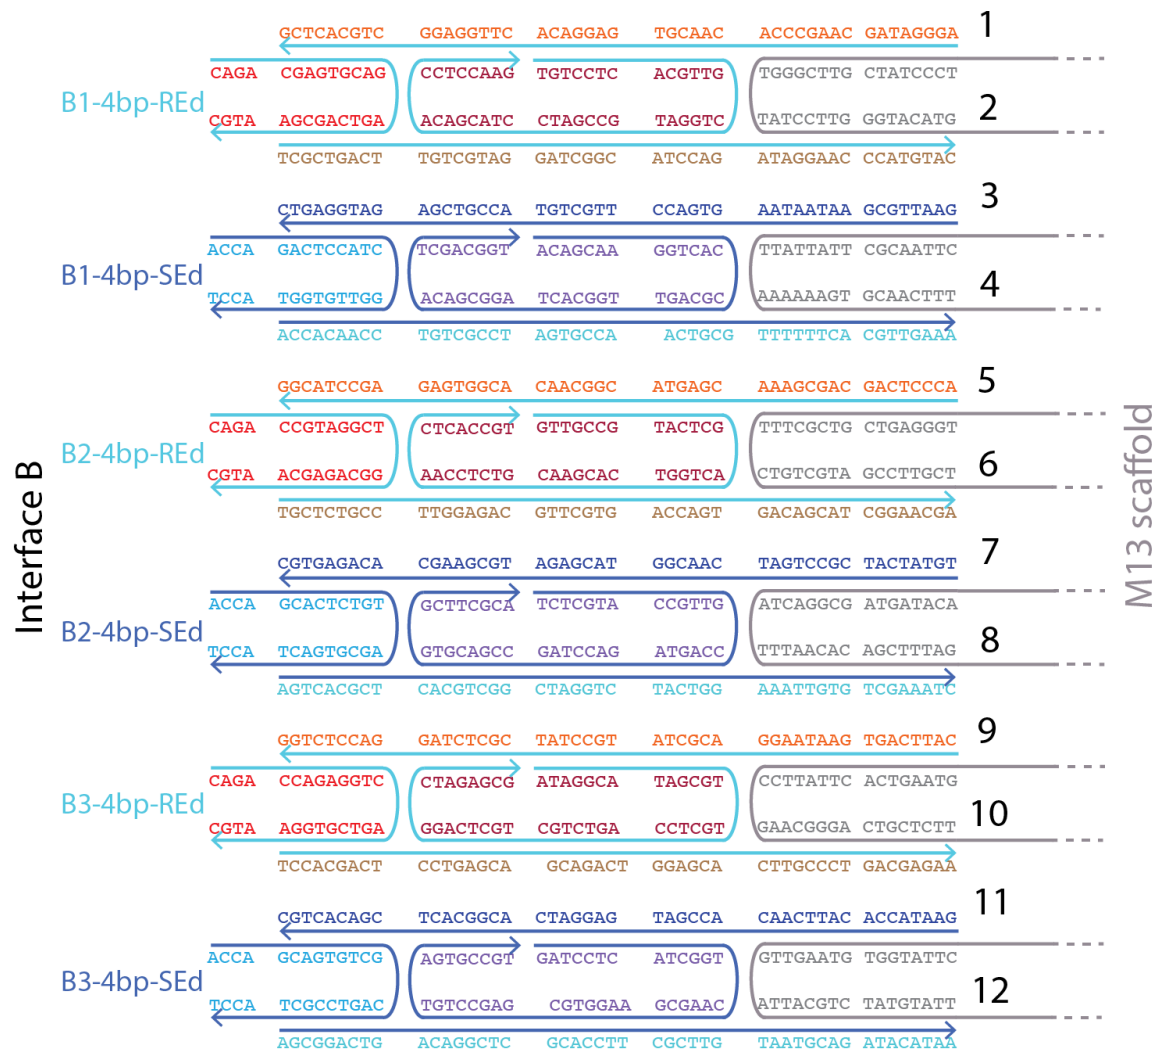 GCTCACGTC GGAGGTTC ACAGGAG TGCAAC ACCCGAAC GATAGGGA 1
CAGA CGAGTGCAG CCTCCAAG TGTCCTC ACGTTG TGGGCTTG CTATCCCT
B1-4bp-REd 2
CGTA AGCGACTGA ACAGCATC CTAGCCG TAGGTC TATCCTTG GGTACATG
TCGCTGACT TGTCGTAG GATCGGC ATCCAG ATAGGAAC CCATGTAC
CTGAGGTAG AGCTGCCA TGTCGTT CCAGTG AATAATAA GCGTTAAG 3
ACCA GACTCCATC TCGACGGT ACAGCAA GGTCAC TTATTATT CGCAATTC
B1-4bp-SEd 4
TCCA TGGTGTTGG ACAGCGGA TCACGGT TGACGC AAAAAAGT GCAACTTT
ACCACAACC TGTCGCCT AGTGCCA ACTGCG TTTTTTCA CGTTGAAA
GGCATCCGA GAGTGGCA CAACGGC ATGAGC AAAGCGAC GACTCCCA 5
CAGA CCGTAGGCT CTCACCGT GTTGCCG TACTCG TTTCGCTG CTGAGGGT
B2-4bp-REd 6
CGTA ACGAGACGG AACCTCTG CAAGCAC TGGTCA CTGTCGTA GCCTTGCT
TGCTCTGCC TTGGAGAC GTTCGTG ACCAGT GACAGCAT CGGAACGA
Interface B
M13 scaffold
CGTGAGACA CGAAGCGT AGAGCAT GGCAAC TAGTCCGC TACTATGT 7
ACCA GCACTCTGT GCTTCGCA TCTCGTA CCGTTG ATCAGGCG ATGATACA
B2-4bp-SEd 8
TCCA TCAGTGCGA GTGCAGCC GATCCAG ATGACC TTTAACAC AGCTTTAG
AGTCACGCT CACGTCGG CTAGGTC TACTGG AAATTGTG TCGAAATC
GGTCTCCAG GATCTCGC TATCCGT ATCGCA GGAATAAG TGACTTAC 9
CAGA CCAGAGGTC CTAGAGCG ATAGGCA TAGCGT CCTTATTC ACTGAATG
B3-4bp-REd 10
CGTA AGGTGCTGA GGACTCGT CGTCTGA CCTCGT GAACGGGA CTGCTCTT
TCCACGACT CCTGAGCA GCAGACT GGAGCA CTTGCCCT GACGAGAA
CGTCACAGC TCACGGCA CTAGGAG TAGCCA CAACTTAC ACCATAAG 11
ACCA GCAGTGTCG AGTGCCGT GATCCTC ATCGGT GTTGAATG TGGTATTC
B3-4bp-SEd 12
TCCA TCGCCTGAC TGTCCGAG CGTGGAA GCGAAC ATTACGTC TATGTATT
AGCGGACTG ACAGGCTC GCACCTT CGCTTG TAATGCAG ATACATAA